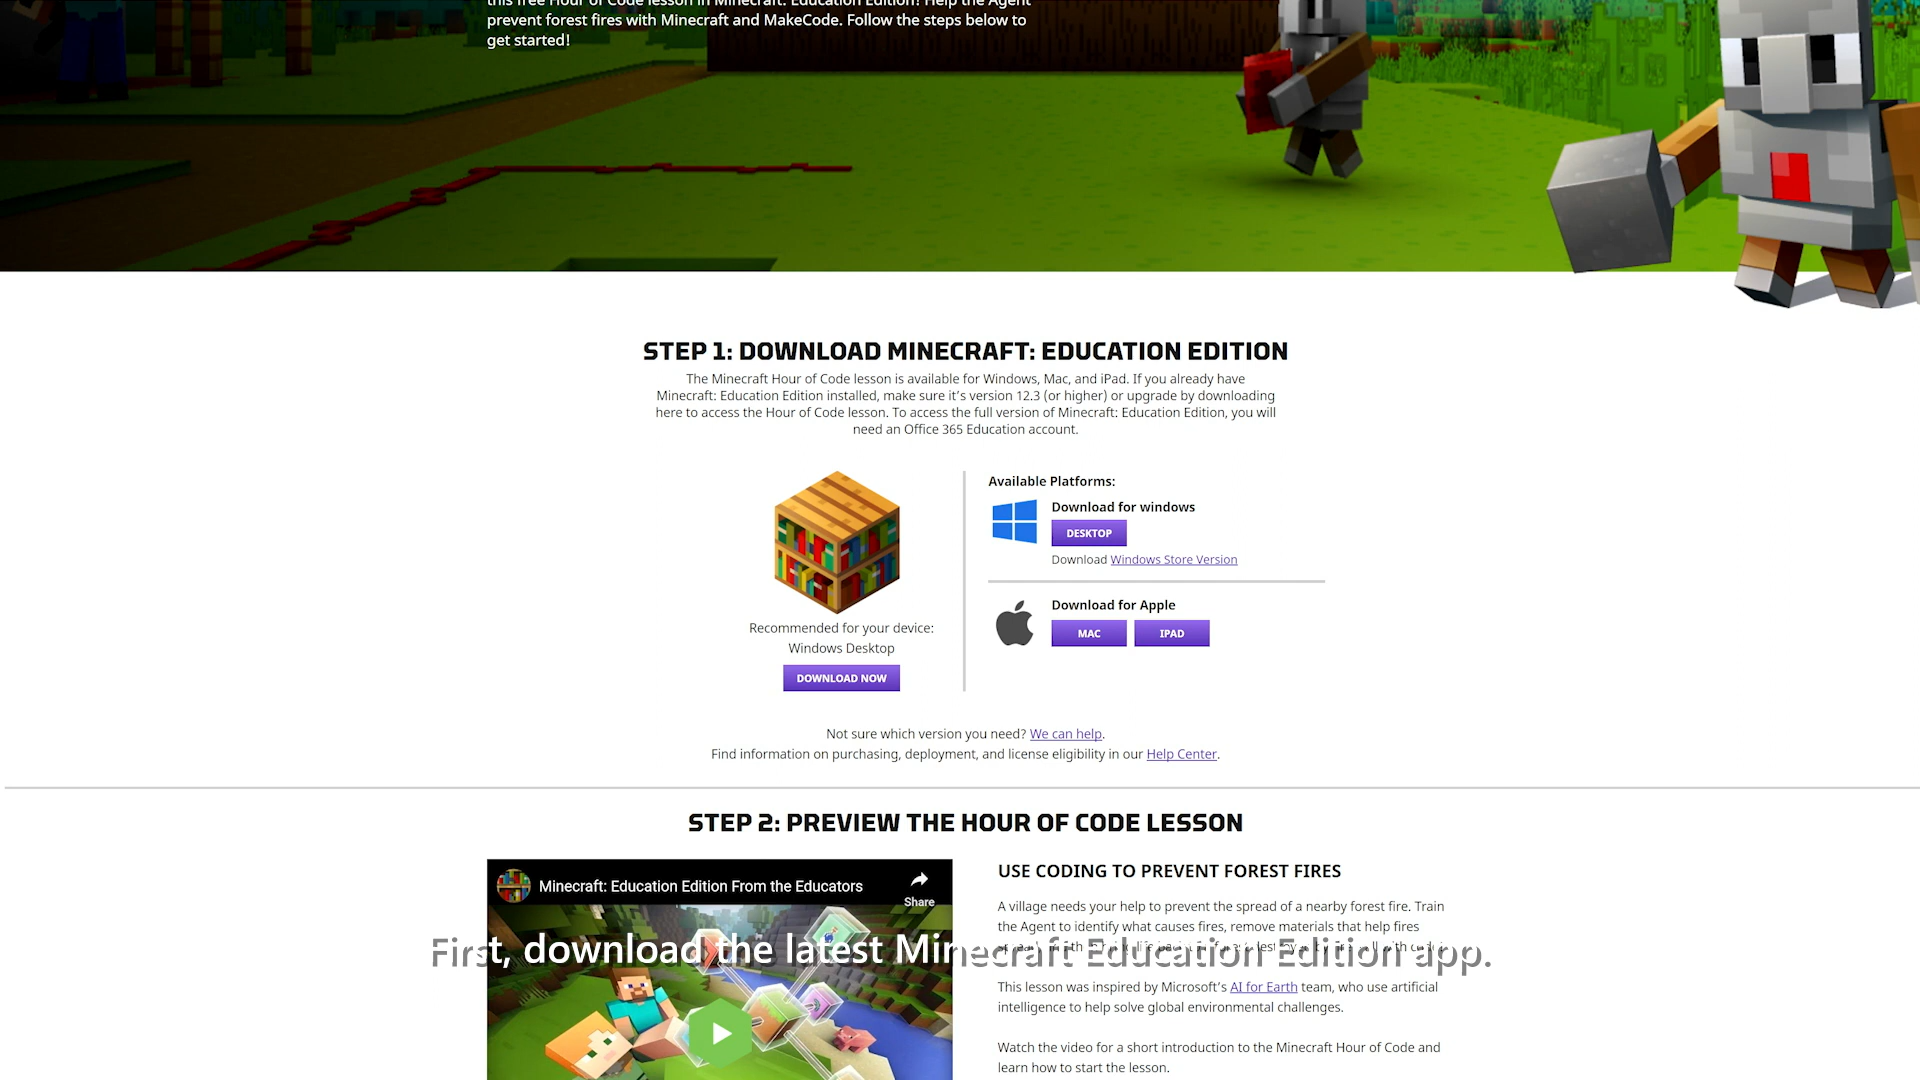 prevent forest fires with Minecraft and MakeCode. Follow the steps below to
get started!
STEP 1: DOWNLOAD MINECRAFT: EDUCATION EDITION
The Minecraft Hour of Code lesson is available for Windows, Mac, and iPad. If you already have
Minecraft: Education Edition installed, make sure it's version 12.3 (or higher) or upgrade by downloading
here to access the Hour of Code lesson. To access the full version of Minecraft: Education Edition, you will
need an Office 365 Education account.
Recommended for your device:
Windows Desktop
DOWNLOAD NOW
Available Platforms:
Download for windows
DESKTOP
Download Windows Store Version
Download for Apple
MAC IPAD
Not sure which version you need? We can help.
Find information on purchasing, deployment, and license eligibility in our Help Center.
STEP 2: PREVIEW THE HOUR OF CODE LESSON
Minecraft: Education Edition From the Educators
Share
USE CODING TO PREVENT FOREST FIRES
A village needs your help to prevent the spread of a nearby forest fire. Train
the Agent to identify what causes fires, remove materials that help fires
First, download the latest Minecraft Education Edition app.
This lesson was inspired by Microsoft's AI for Earth team, who use artificial
intelligence to help solve global environmental challenges.
Watch the video for a short introduction to the Minecraft Hour of Code and
learn how to start the lesson.